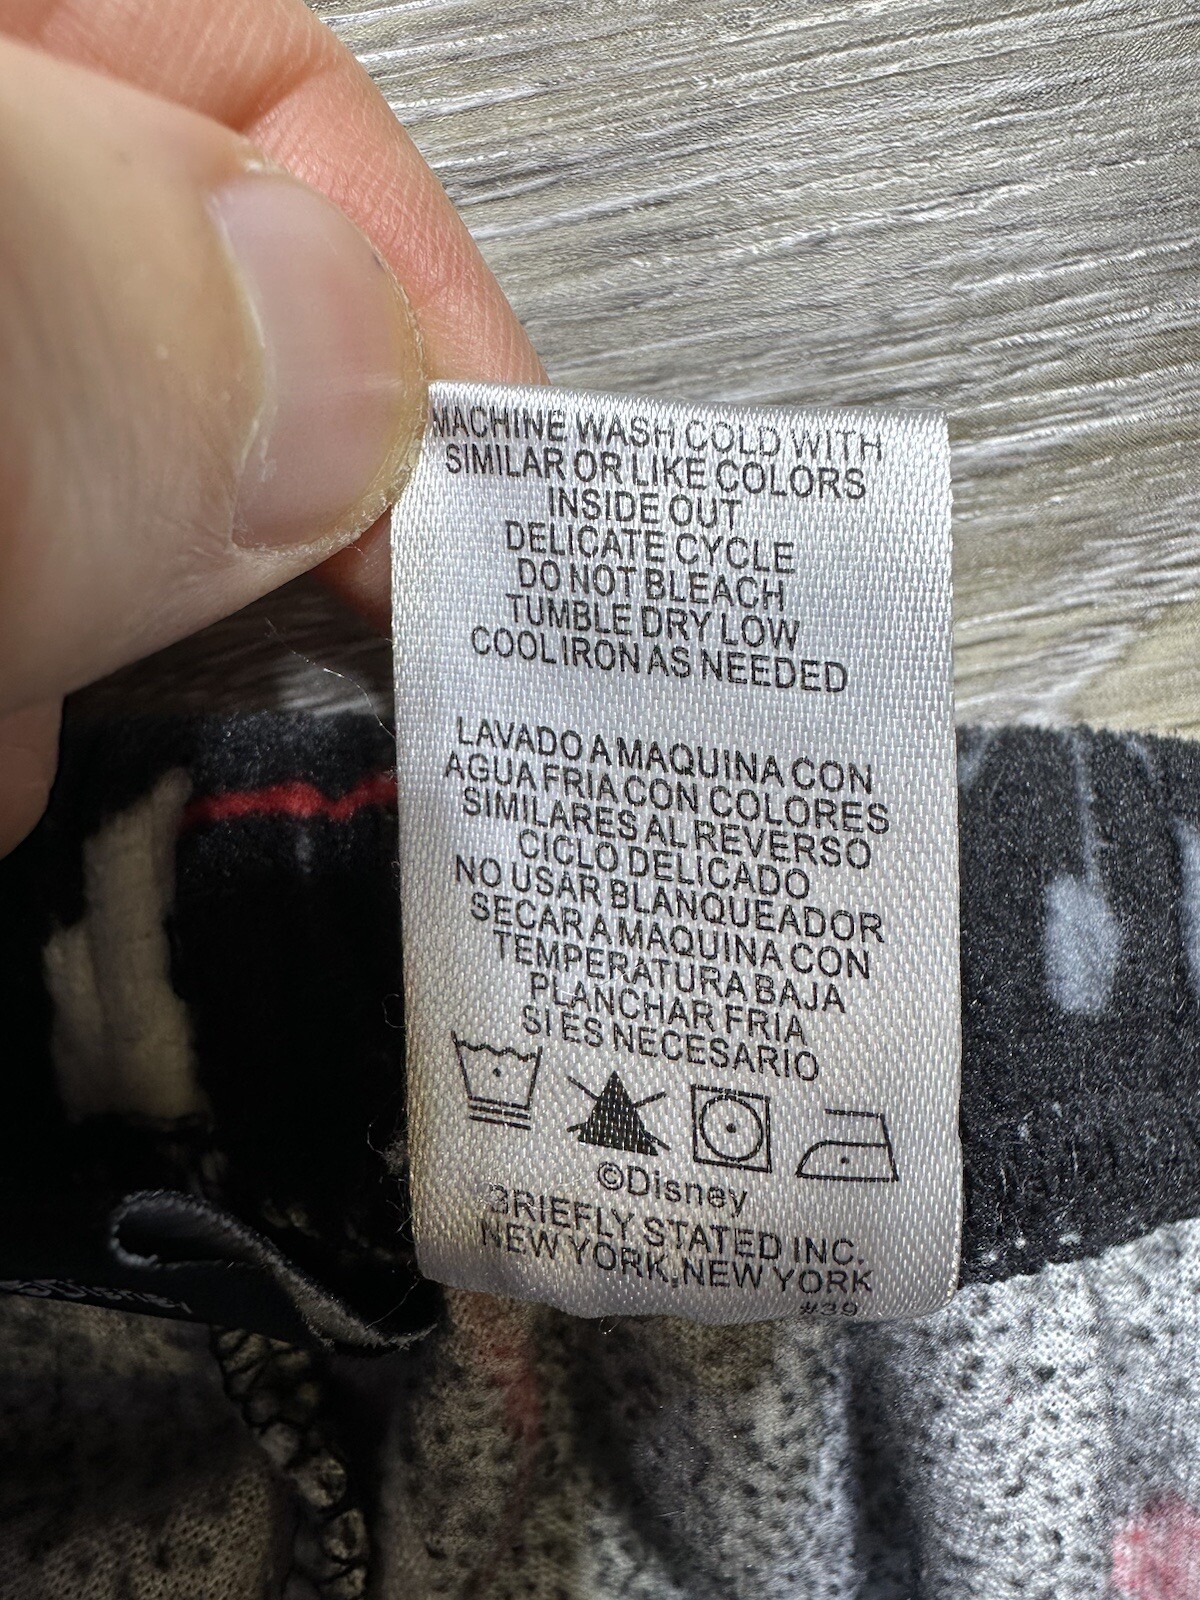 MACHINE WASH COLD WITH
SIMILAR OR LIKE COLORS
INSIDE OUT
DELICATE CYCLE
DO NOT BLEACH
TUMBLE DRY LOW
COOL IRON AS NEEDED
LAVADO A MAQUINA CON
AGUA FRIA CON COLORES
SIMILARES AL REVERSO
CICLO DELICADO
NO USAR BLANQUEADOR
SECAR A MAQUINA CON
TEMPERATURA BAJA
PLANCHAR FRIA
SI ES NECESARIO
©Disney
BRIEFLY STATED INC.
NEW YORK, NEW YORK
#39
©Disney